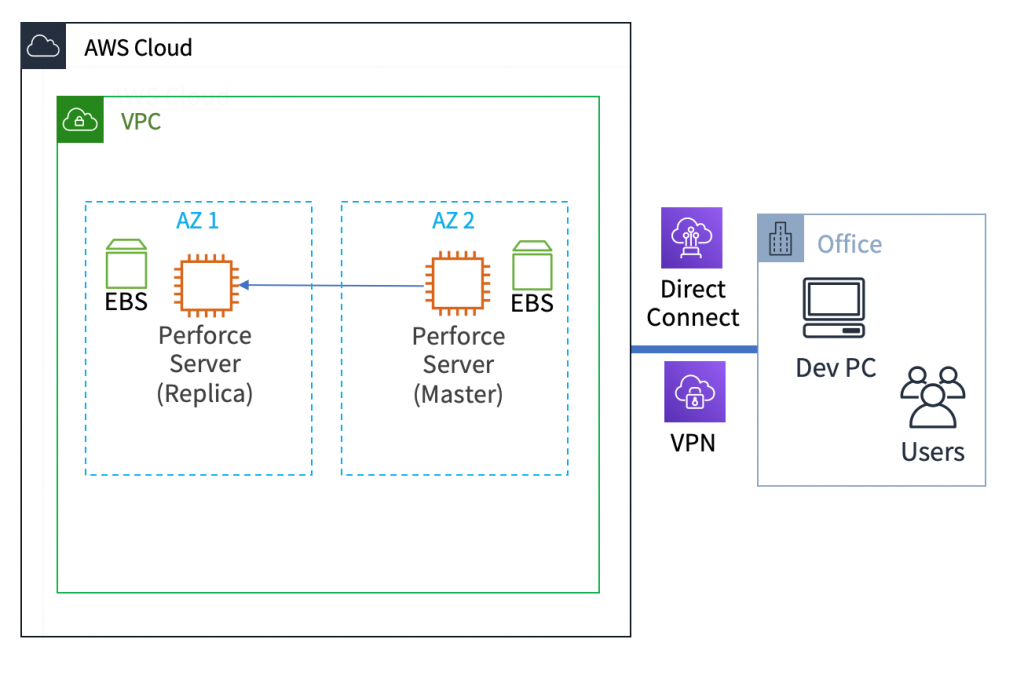 AWS Cloud
VPC
AZ 1
EBS
Perforce
Server
(Replica)
AZ 2
EBS
Perforce
Server
(Master)
Direct
Connect
VPN
Office
Dev PC
Users